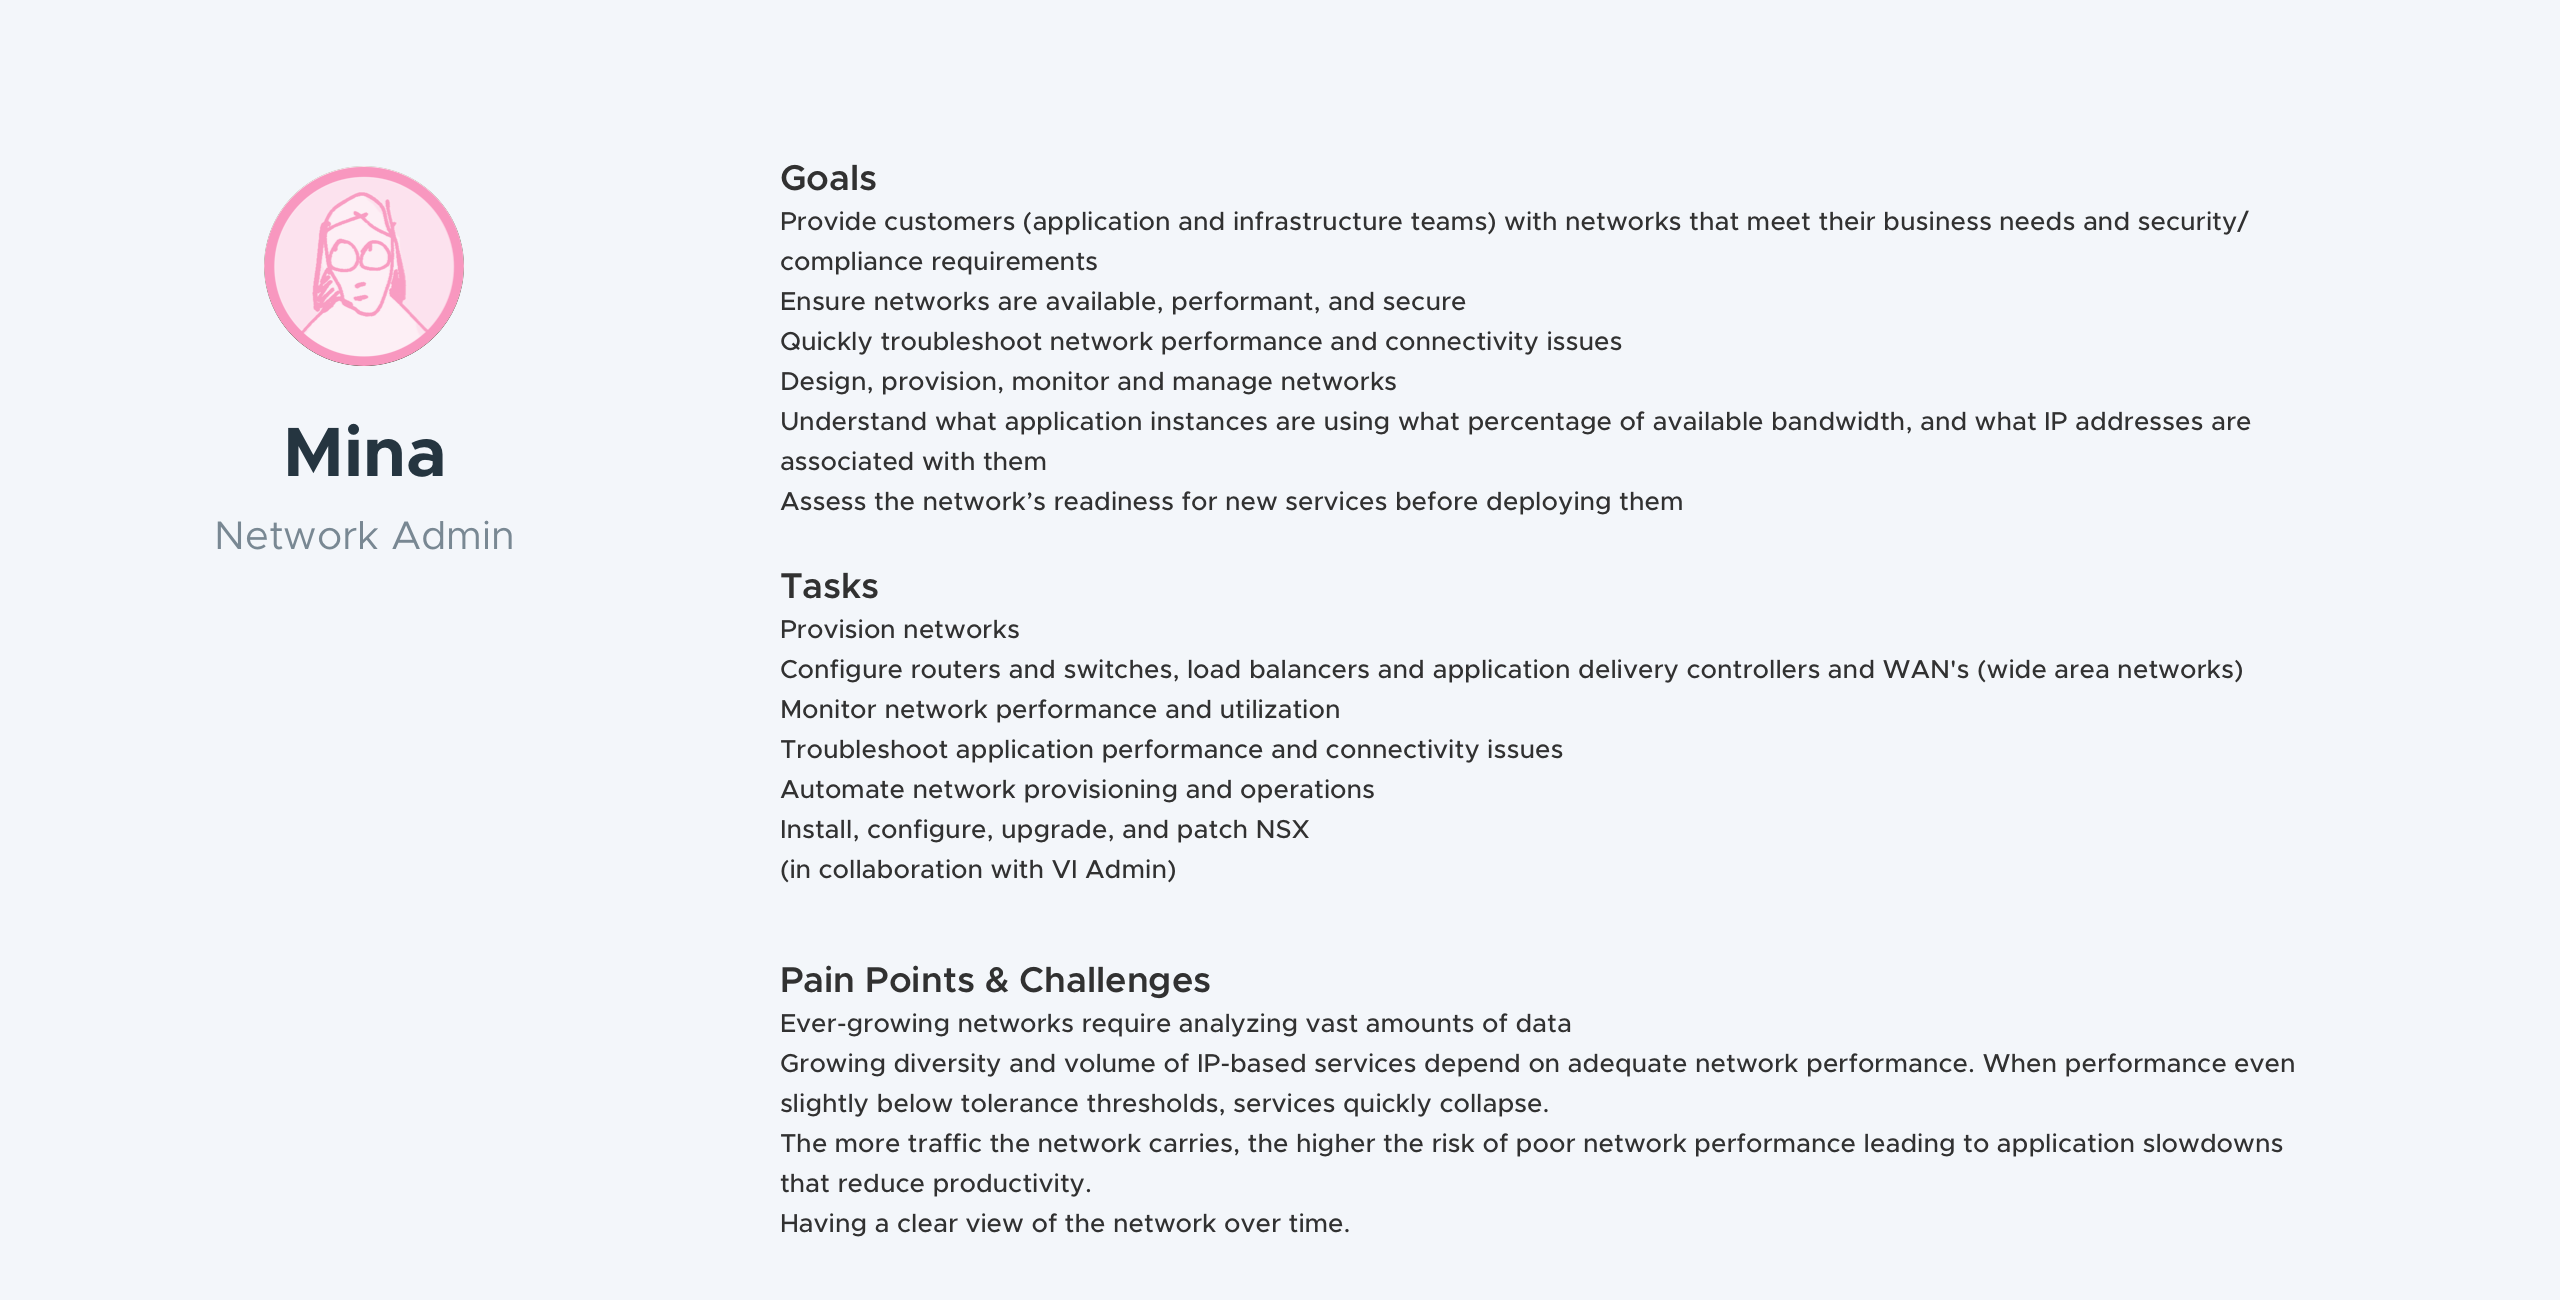 Mina
Network Admin
Goals
Provide customers (application and infrastructure teams) with networks that meet their business needs and security/
compliance requirements
Ensure networks are available, performant, and secure
Quickly troubleshoot network performance and connectivity issues
Design, provision, monitor and manage networks
Understand what application instances are using what percentage of available bandwidth, and what IP addresses are
associated with them
Assess the network’s readiness for new services before deploying them
Tasks
Provision networks
Configure routers and switches, load balancers and application delivery controllers and WAN's (wide area networks)
Monitor network performance and utilization
Troubleshoot application performance and connectivity issues
Automate network provisioning and operations
Install, configure, upgrade, and patch NSX
(in collaboration with VI Admin)
Pain Points & Challenges
Ever-growing networks require analyzing vast amounts of data
Growing diversity and volume of IP-based services depend on adequate network performance. When performance even
slightly below tolerance thresholds, services quickly collapse.
The more traffic the network carries, the higher the risk of poor network performance leading to application slowdowns
that reduce productivity.
Having a clear view of the network over time.